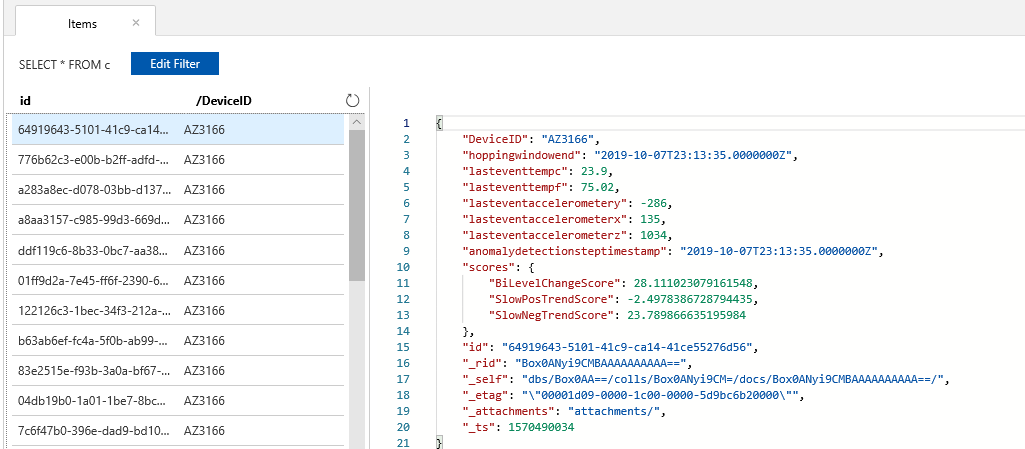 Items ×
SELECT * FROM c Edit Filter
id /DeviceID
64919643-5101-41c9-ca14... AZ3166
776b62c3-e00b-b2ff-adfd-... AZ3166
a283a8ec-d078-03bb-d137... AZ3166
a8aa3157-c985-99d3-669d... AZ3166
ddf119c6-8b33-0bc7-aa38... AZ3166
01ff9d2a-7e45-ff6f-2390-6... AZ3166
122126c3-1bec-34f3-212a-... AZ3166
b63ab6ef-fc4a-5f0b-ab99-... AZ3166
83e2515e-f93b-3a0a-bf67-... AZ3166
04db19b0-1a01-1be7-8bc... AZ3166
7c6f47b0-396e-dad9-bd10... AZ3166
1 {
2 "DeviceID": "AZ3166",
3 "hoppingwindowend": "2019-10-07T23:13:35.0000000Z",
4 "lasteventtempc": 23.9,
5 "lasteventtempf": 75.02,
6 "lasteventaccelerometery": -286,
7 "lasteventaccelerometerx": 135,
8 "lasteventaccelerometerz": 1034,
9 "anomalydetectionsteptimestamp": "2019-10-07T23:13:35.0000000Z",
10 "scores": {
11 "BiLevelChangeScore": 28.111023079161548,
12 "SlowPosTrendScore": -2.4978386728794435,
13 "SlowNegTrendScore": 23.789866635195984
14 },
15 "id": "64919643-5101-41c9-ca14-41ce55276d56",
16 "_rid": "Box0ANyi9CMBAAAAAAAAAA==",
17 "_self": "dbs/Box0AA==/colls/Box0ANyi9CM=/docs/Box0ANyi9CMBAAAAAAAAAA==/",
18 "_etag": "\"00001d09-0000-1c00-0000-5d9bc6b20000\"",
19 "_attachments": "attachments/",
20 "_ts": 1570490034
21 }